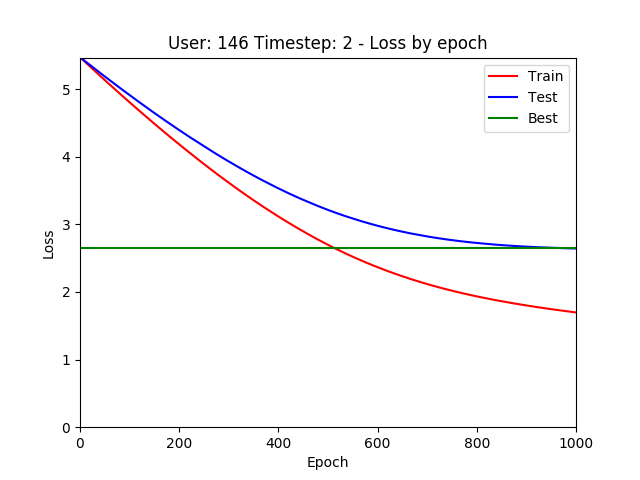 User: 146 Timestep: 2 - Loss by epoch
Train
Test
Best
5
4
3
2
1
0
Loss
0 200 400 600 800 1000
Epoch